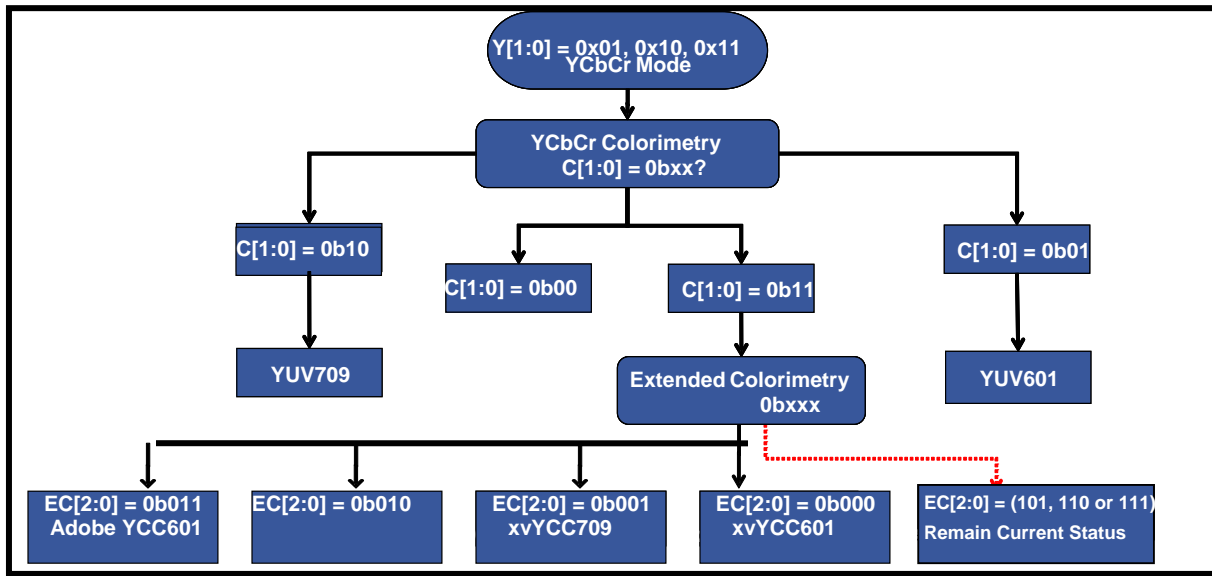 Y[1:0] = 0x01, 0x10, 0x11
YCbCr Mode
YCbCr Colorimetry
C[1:0] = 0bxx?
C[1:0] = 0b10
C[1:0] = 0b00
C[1:0] = 0b11
C[1:0] = 0b01
YUV709
Extended Colorimetry
0bxxx
YUV601
EC[2:0] = 0b011
Adobe YCC601
EC[2:0] = 0b010
EC[2:0] = 0b001
xvYCC709
EC[2:0] = 0b000
xvYCC601
EC[2:0] = (101, 110 or 111)
Remain Current Status